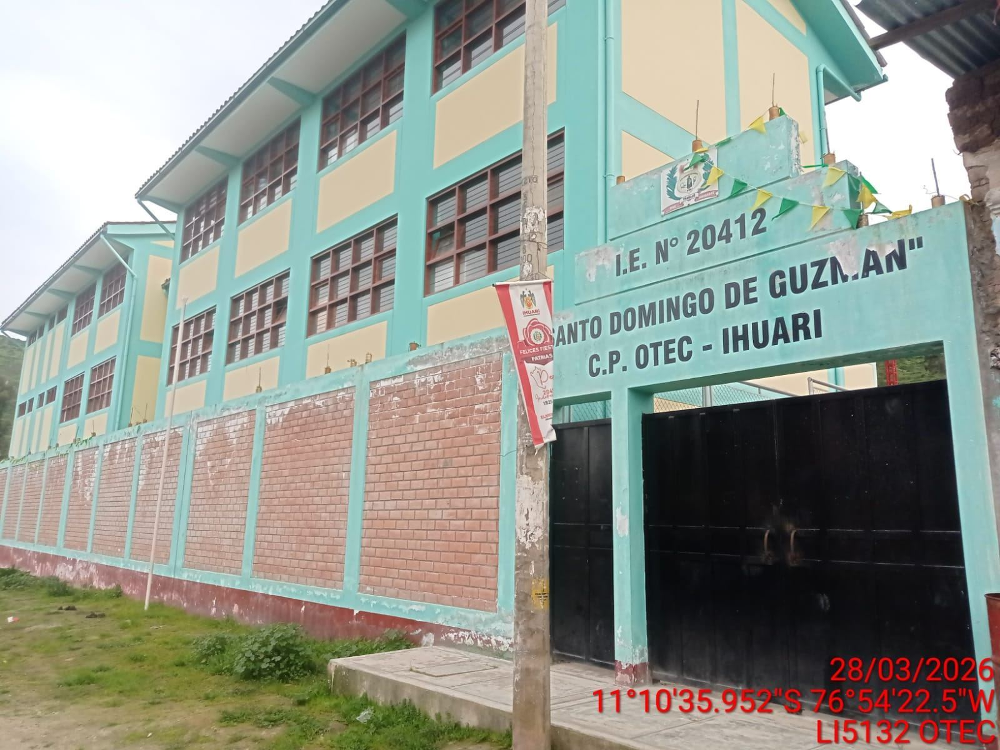 I.E. N° 20412
SANTO DOMINGO DE GUZMAN"
C.P. OTEC - IHUARI
TRABAJO
IHUARI
FELICES FIESTAS
PATRIAS
28/03/2026
11°10'35.952"S 76°54'22.5"W
LI5132 OTEC